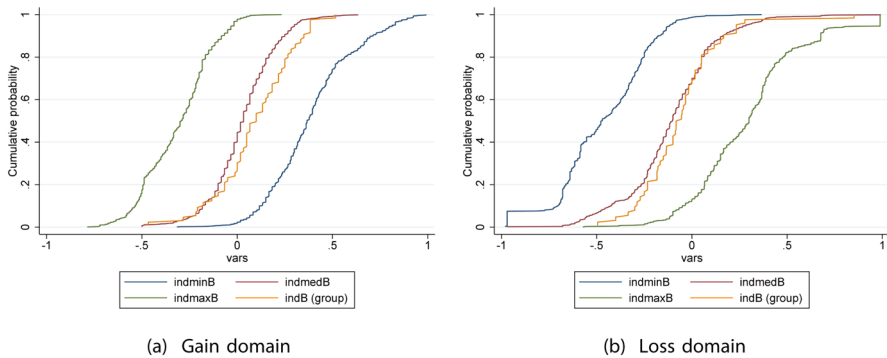 Cumulative probability
1
.8
.6
.4
.2
0
-1
-.5
0
.5
1
vars
indminB
indmedB
indmaxB
indB (group)
(a) Gain domain
Cumulative probability
1
.8
.6
.4
.2
0
-1
-.5
0
.5
1
vars
indminB
indmedB
indmaxB
indB (group)
(b) Loss domain